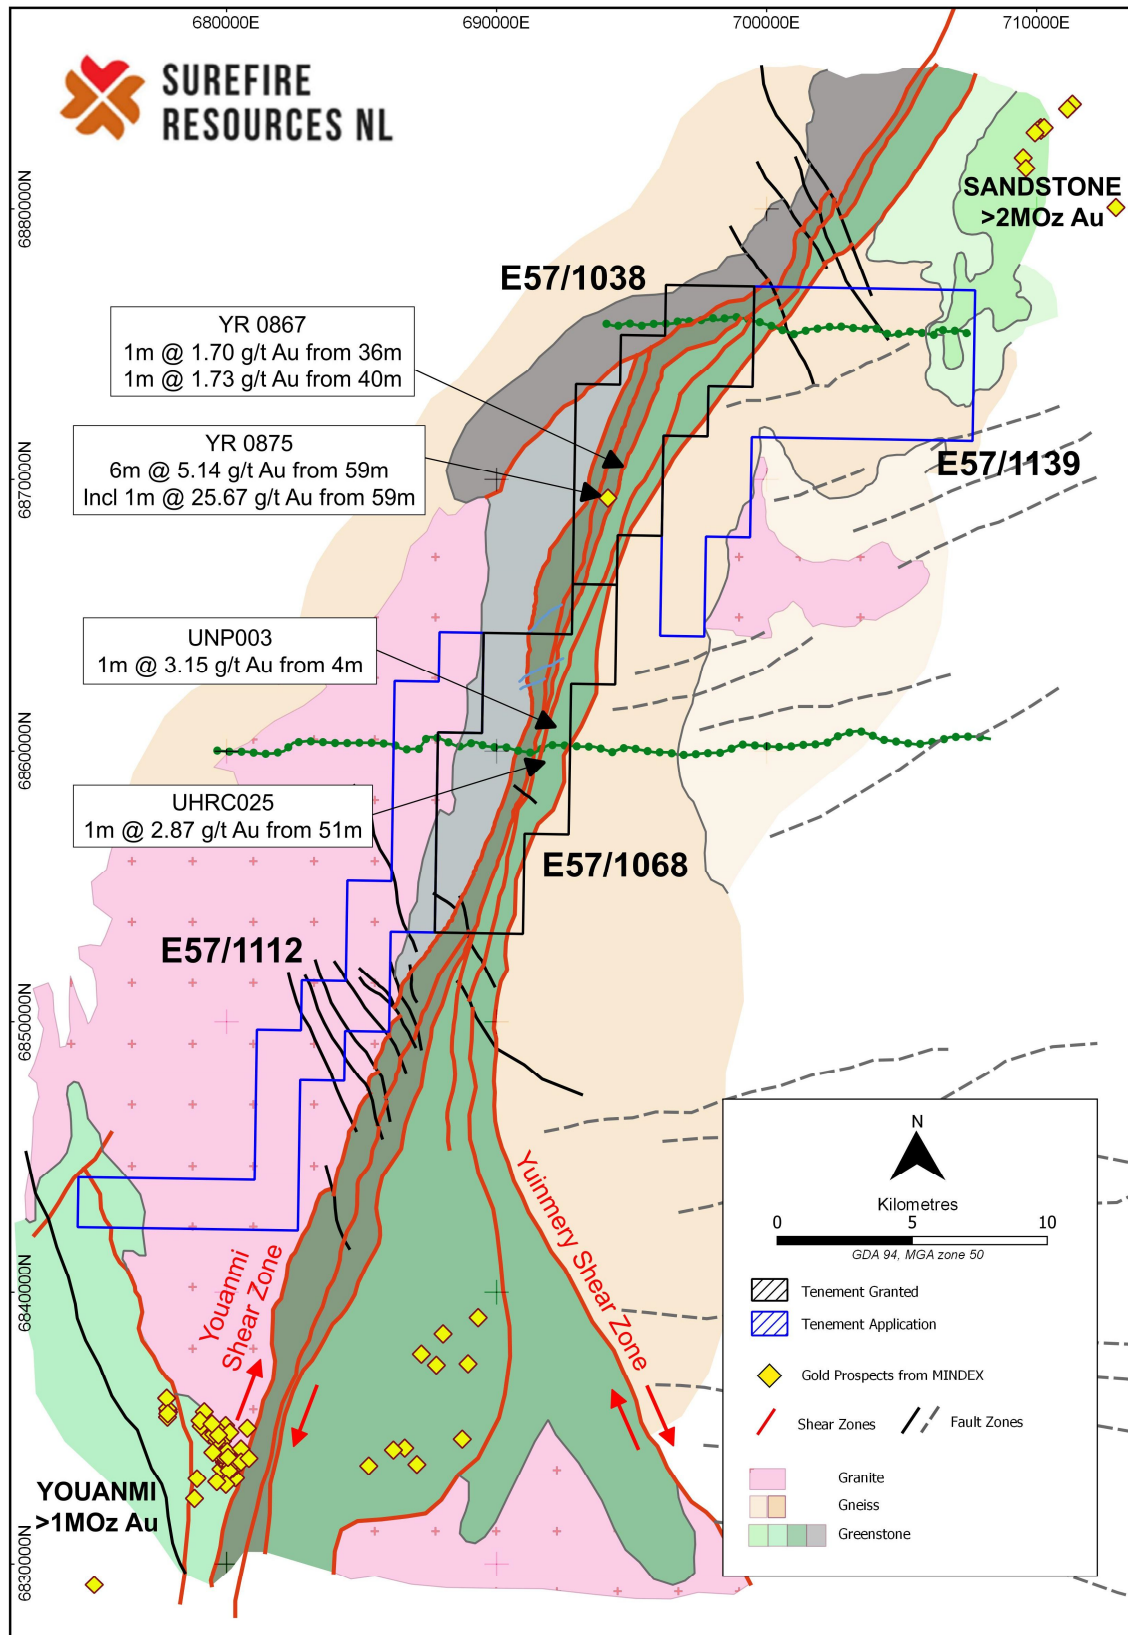 680000E
690000E
700000E
710000E
SUREFIRE
RESOURCES NL
6880000N
SANDSTONE
>2MOz Au
E57/1038
YR 0867
1m @ 1.70 g/t Au from 36m
1m @ 1.73 g/t Au from 40m
YR 0875
6m @ 5.14 g/t Au from 59m
Incl 1m @ 25.67 g/t Au from 59m
6870000N
E57/1139
UNP003
1m @ 3.15 g/t Au from 4m
6860000N
UHRC025
1m @ 2.87 g/t Au from 51m
E57/1068
E57/1112
6850000N
Youanmi
Shear Zone
Yuinmery Shear Zone
6840000N
YOUANMI
>1MOz Au
6830000N
N
Kilometres
0 5 10
GDA 94, MGA zone 50
Tenement Granted
Tenement Application
Gold Prospects from MINDEX
Shear Zones
Fault Zones
Granite
Gneiss
Greenstone